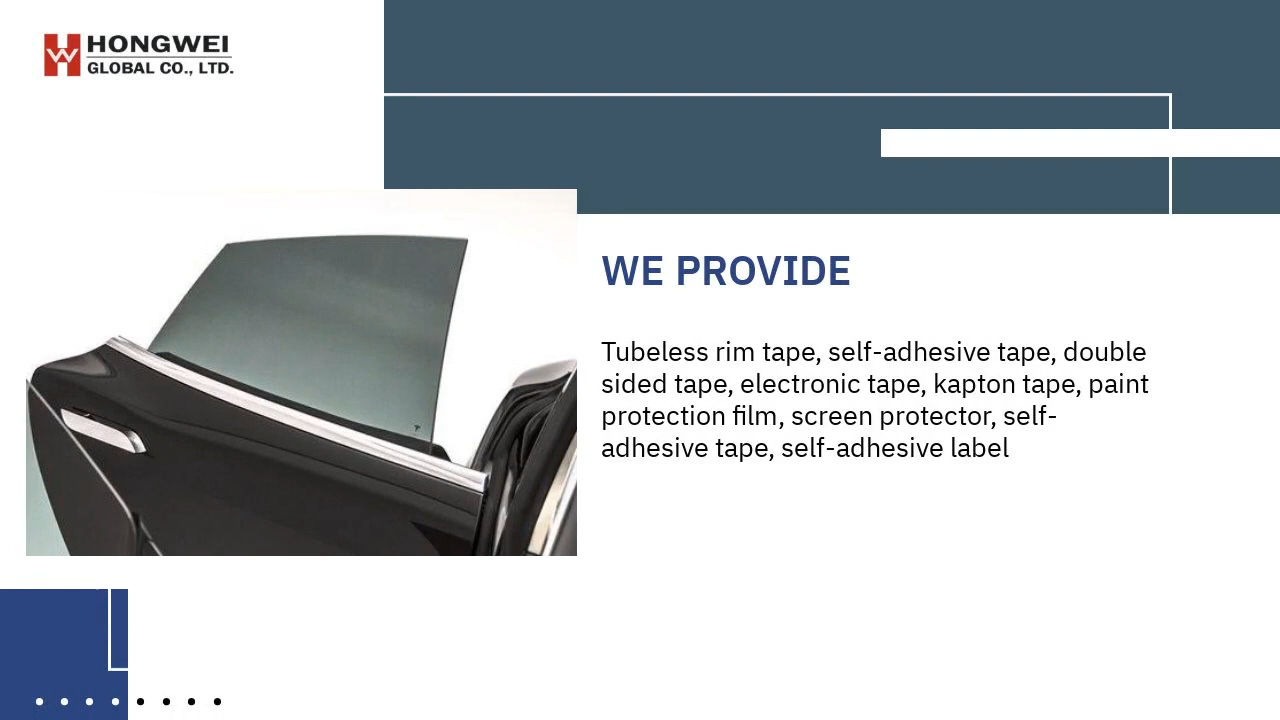 HONGWEI
GLOBAL CO., LTD.
WE PROVIDE
Tubeless rim tape, self-adhesive tape, double
sided tape, electronic tape, kapton tape, paint
protection film, screen protector, self-
adhesive tape, self-adhesive label